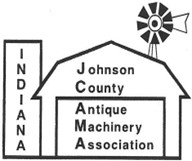 INDIANA
Johnson
County
Antique
Machinery
Association